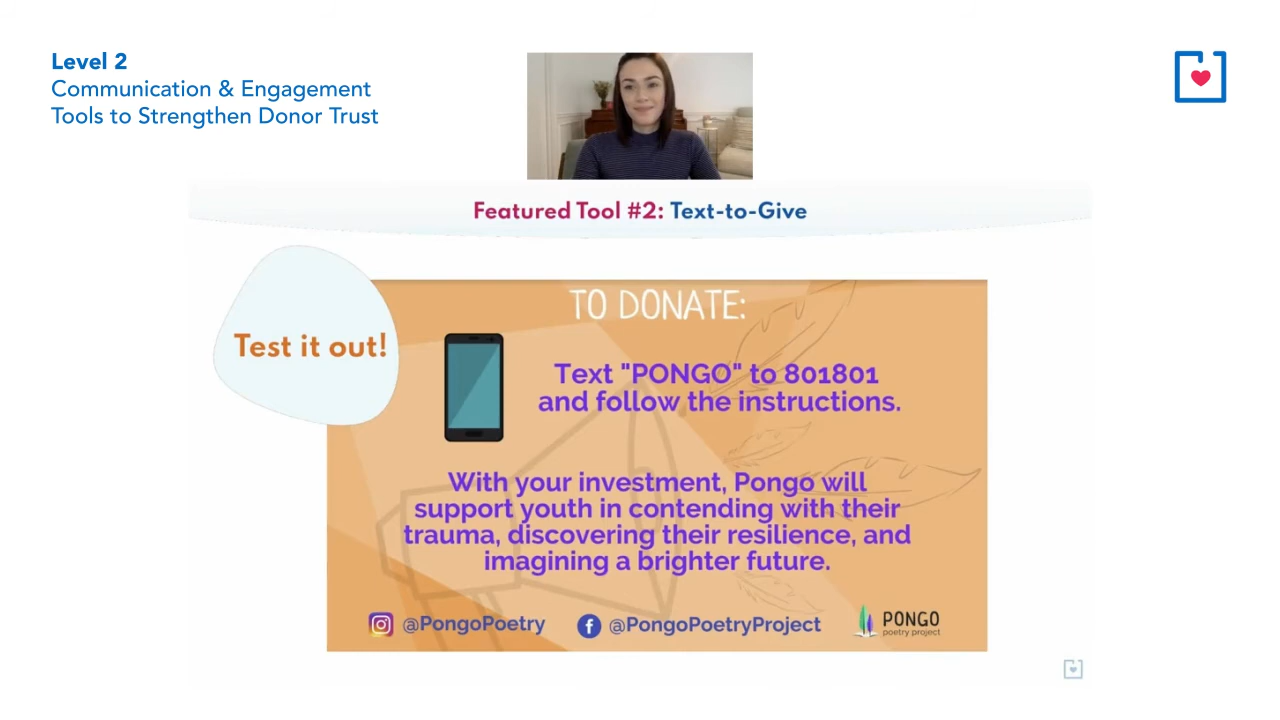 Level 2
Communication & Engagement
Tools to Strengthen Donor Trust
Featured Tool #2: Text-to-Give
Test it out!
TO DONATE:
Text "PONGO" to 801801
and follow the instructions.
With your investment, Pongo will
support youth in contending with their
trauma, discovering their resilience, and
imagining a brighter future.
@PongoPoetry
@PongoPoetryProject
PONGO
poetry project